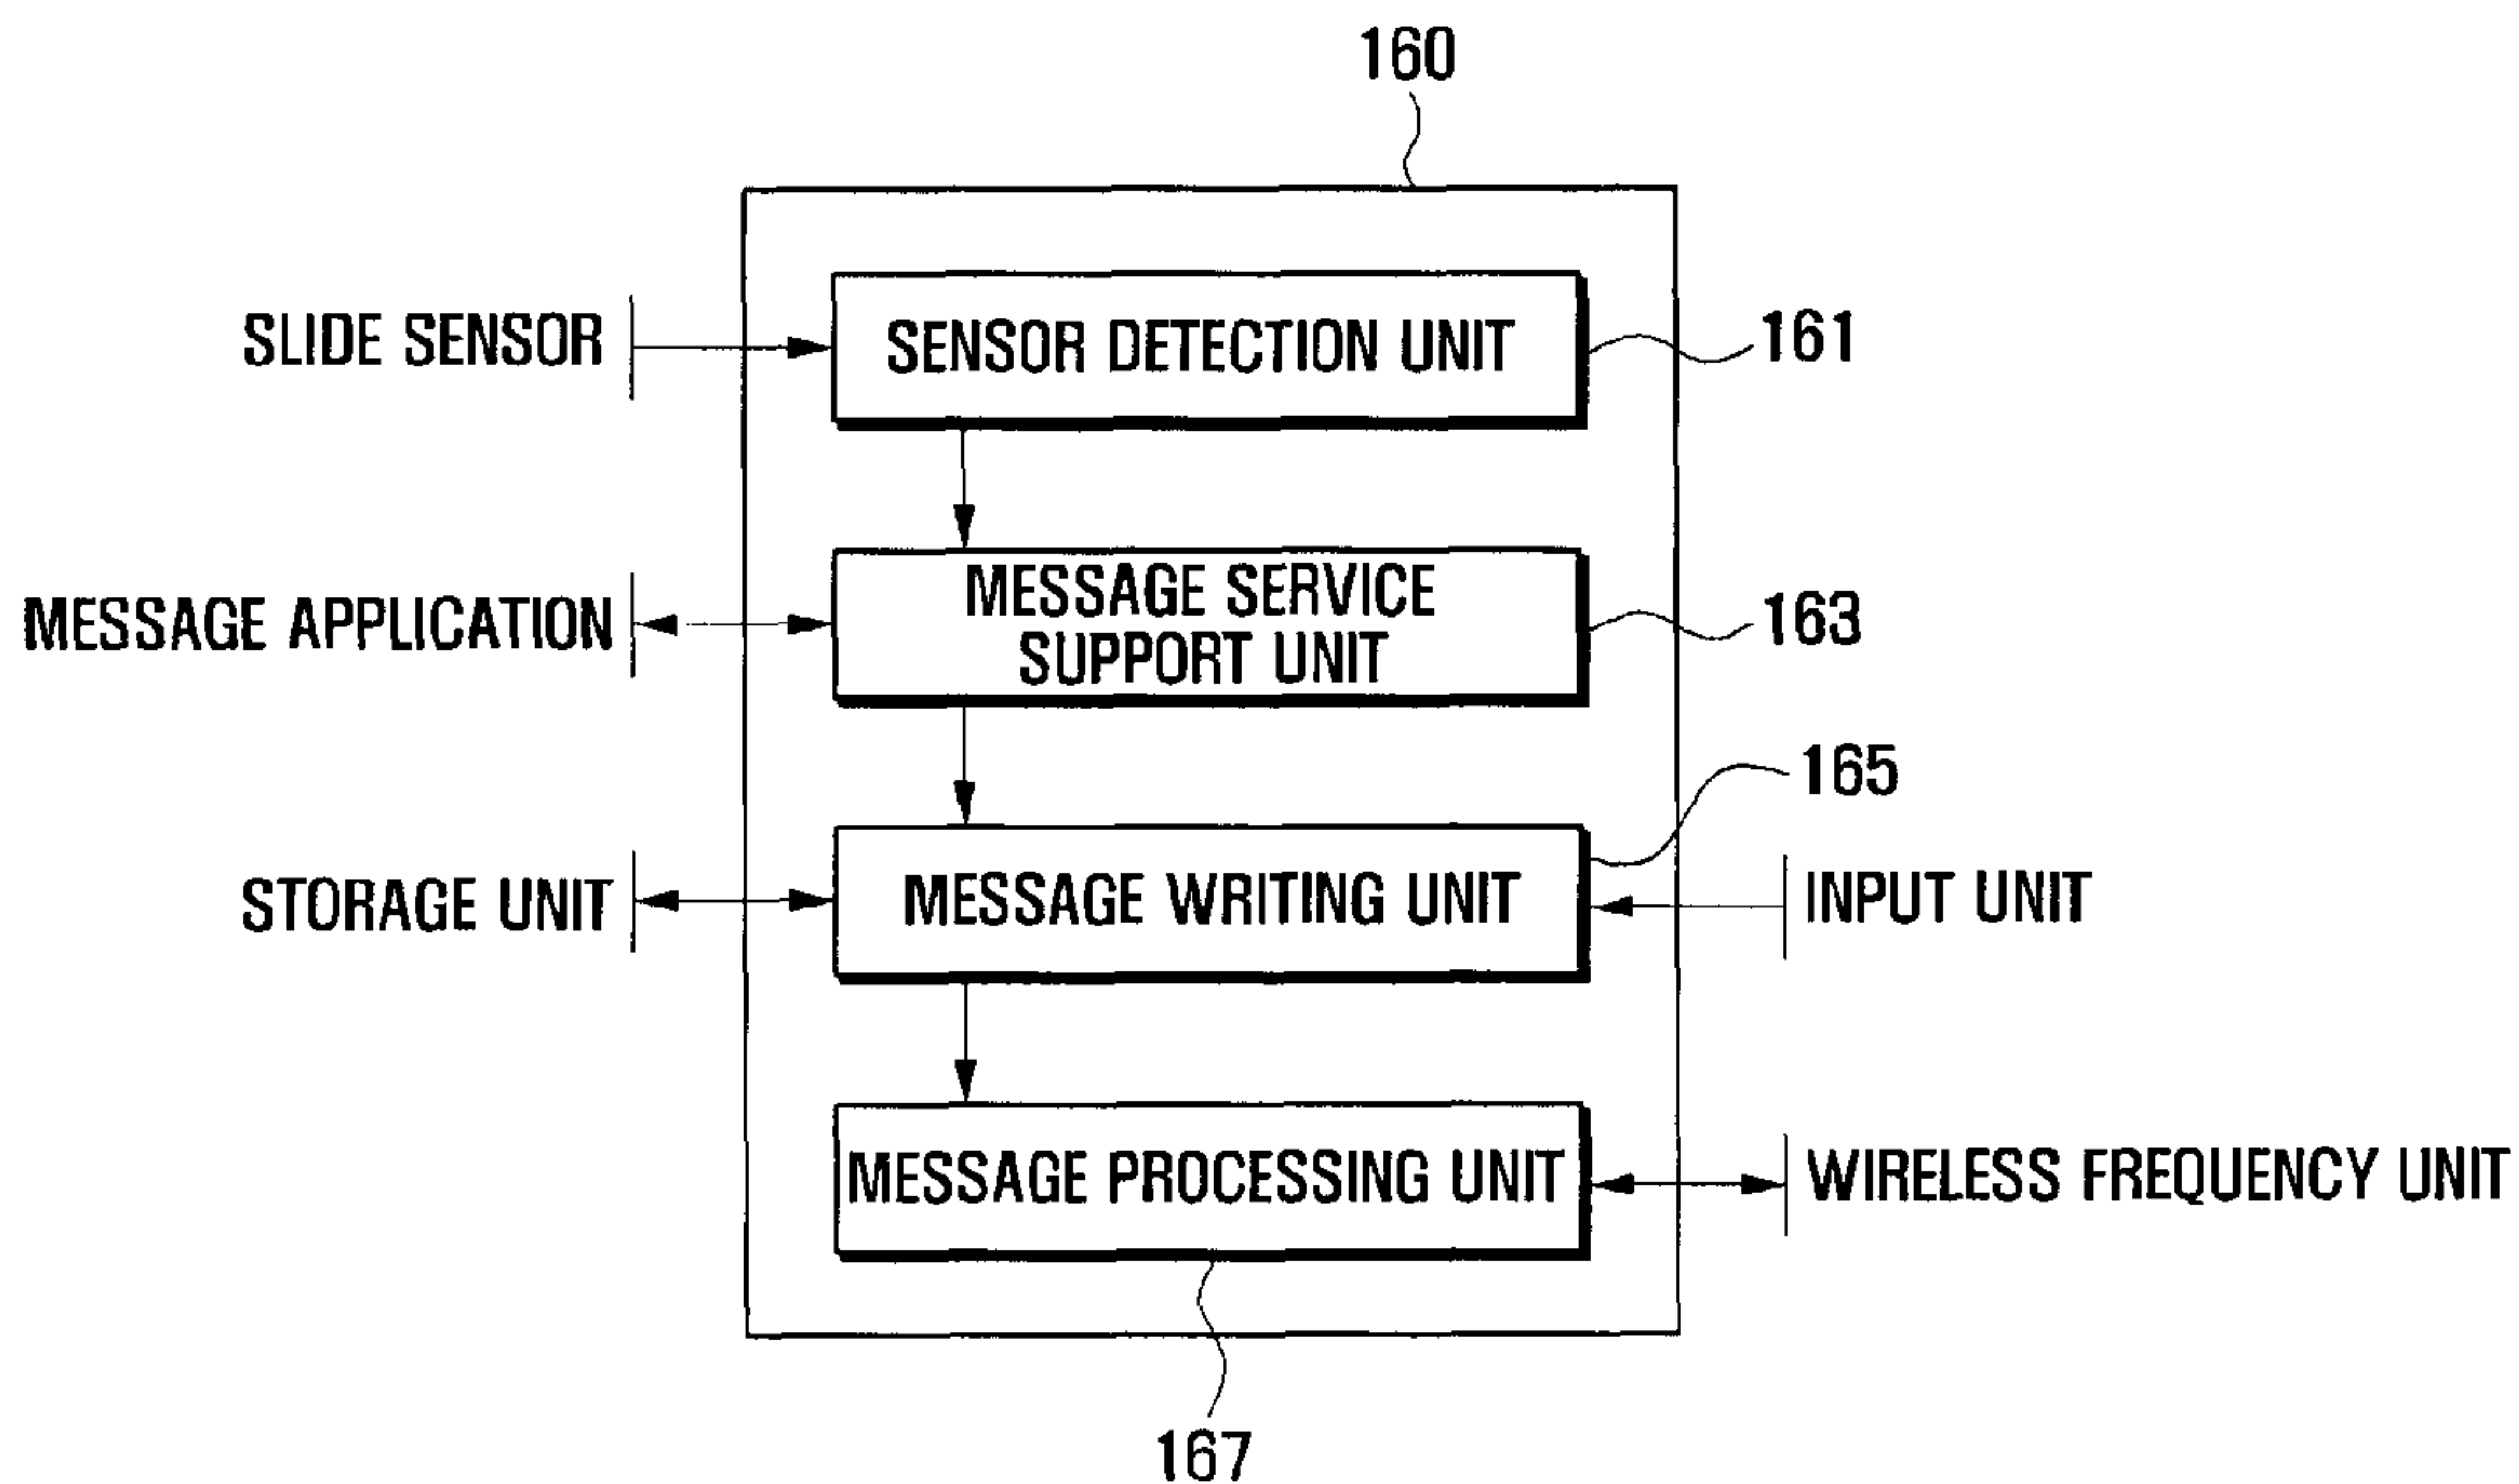 160
SLIDE SENSOR
SENSOR DETECTION UNIT
161
MESSAGE APPLICATION
MESSAGE SERVICE
SUPPORT UNIT
163
165
STORAGE UNIT
MESSAGE WRITING UNIT
INPUT UNIT
MESSAGE PROCESSING UNIT
WIRELESS FREQUENCY UNIT
167